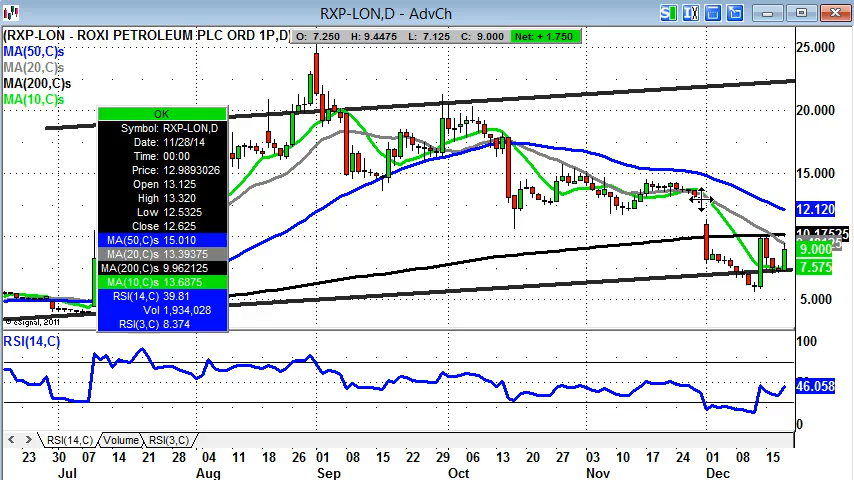 RXP-LON,D - AdvCh
(RXP-LON - ROXI PETROLEUM PLC ORD 1P,D) O: 7.250 H: 9.4475 L: 7.125 C: 9.000 Net: + 1.750
MA(50,C)s
MA(20,C)s
MA(200,C)s
MA(10,C)s
25.000
20.000
15.000
12.120
10.17525
9.000
7.575
5.000
OK
Symbol: RXP-LON,D
Date: 11/28/14
Time: 00:00
Price: 12.9893026
Open 13.125
High 13.320
Low 12.5325
Close 12.625
MA(50,C)s 15.010
MA(20,C)s 13.39375
MA(200,C)s 9.962125
MA(10,C)s 13.6875
RSI(14,C) 39.81
Vol 1,934,028
RSI(3,C) 8.374
© eSignal, 2011
RSI(14,C)
100
46.058
0
< > RSI(14,C) Volume RSI(3,C)
23 30 07 14 21 28 11 18 22 08 15 22 06 13 20 27 10 17 24 08 15
Jul Aug Sep Oct Nov Dec